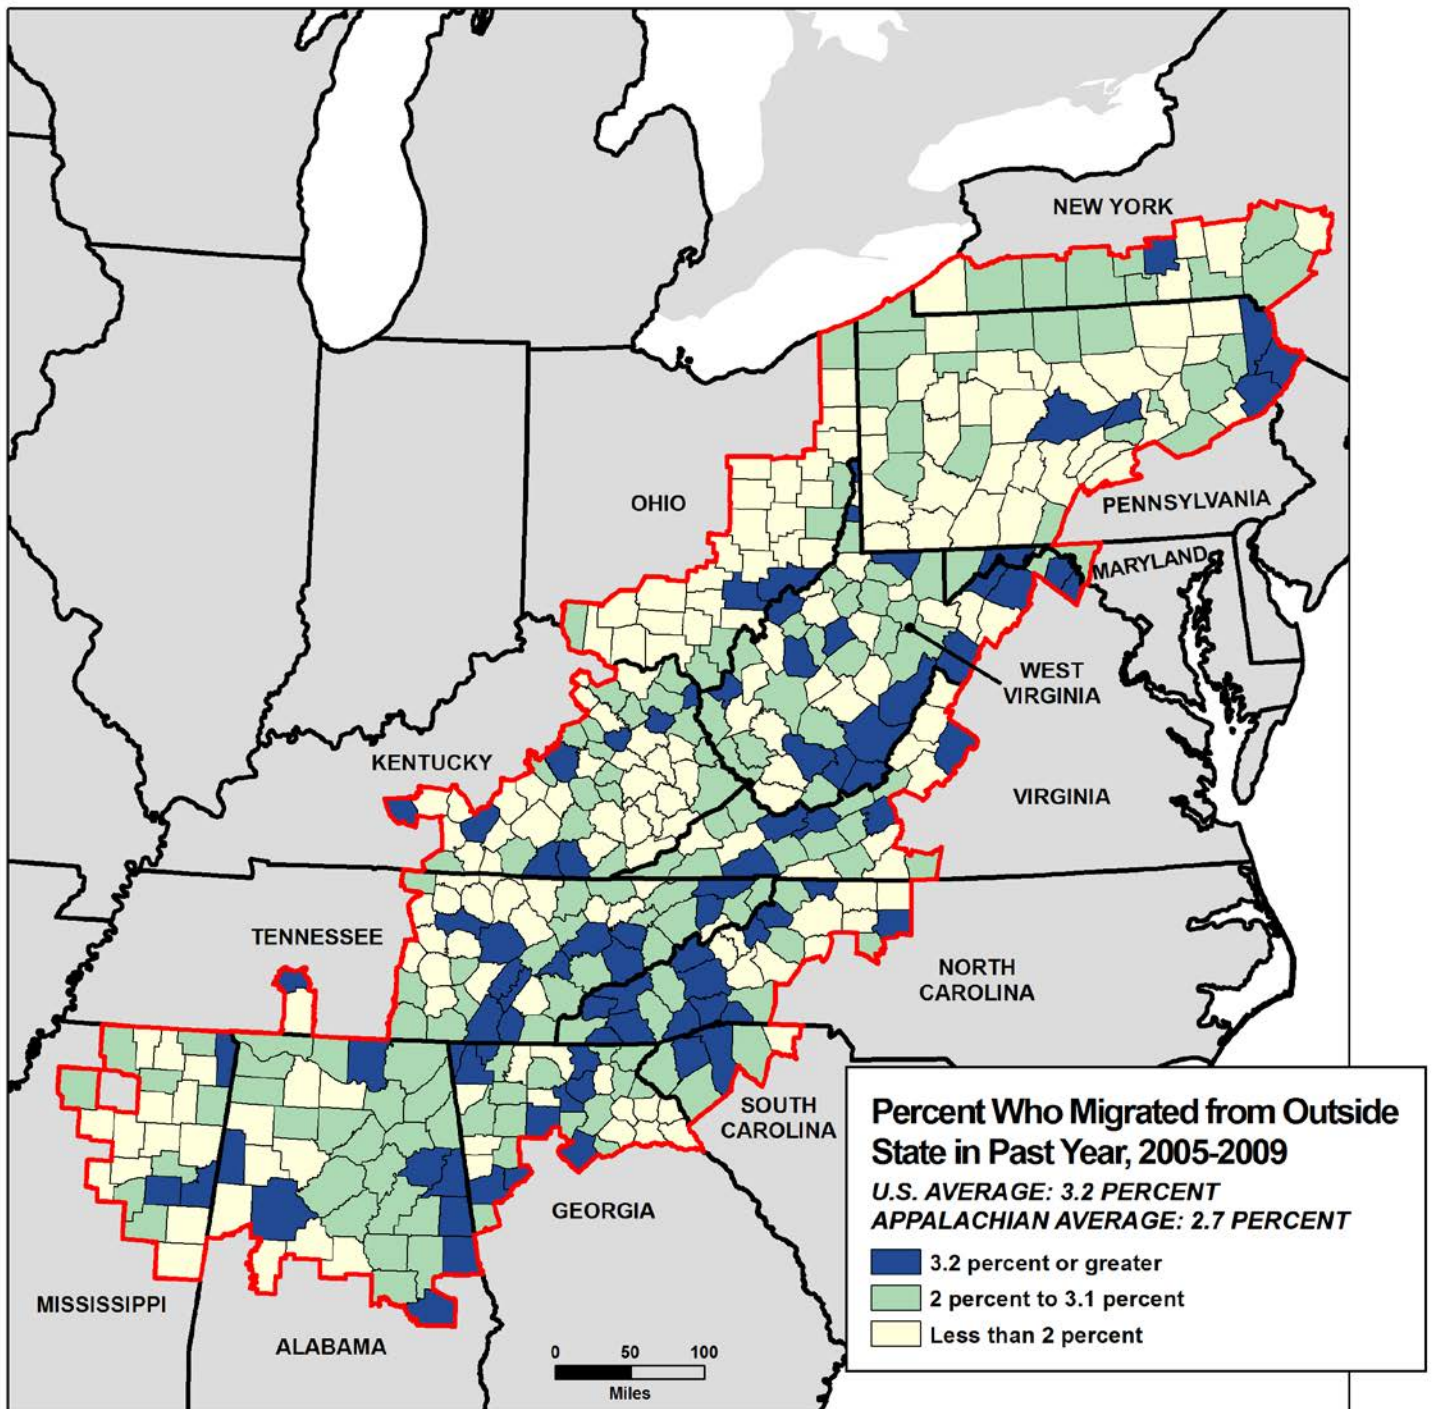 NEW YORK
OHIO
PENNSYLVANIA
MARYLAND
WEST
VIRGINIA
KENTUCKY
VIRGINIA
TENNESSEE
NORTH
CAROLINA
SOUTH
CAROLINA
GEORGIA
MISSISSIPPI
ALABAMA
0 50 100
Miles
Percent Who Migrated from Outside
State in Past Year, 2005-2009
U.S. AVERAGE: 3.2 PERCENT
APPALACHIAN AVERAGE: 2.7 PERCENT
3.2 percent or greater
2 percent to 3.1 percent
Less than 2 percent